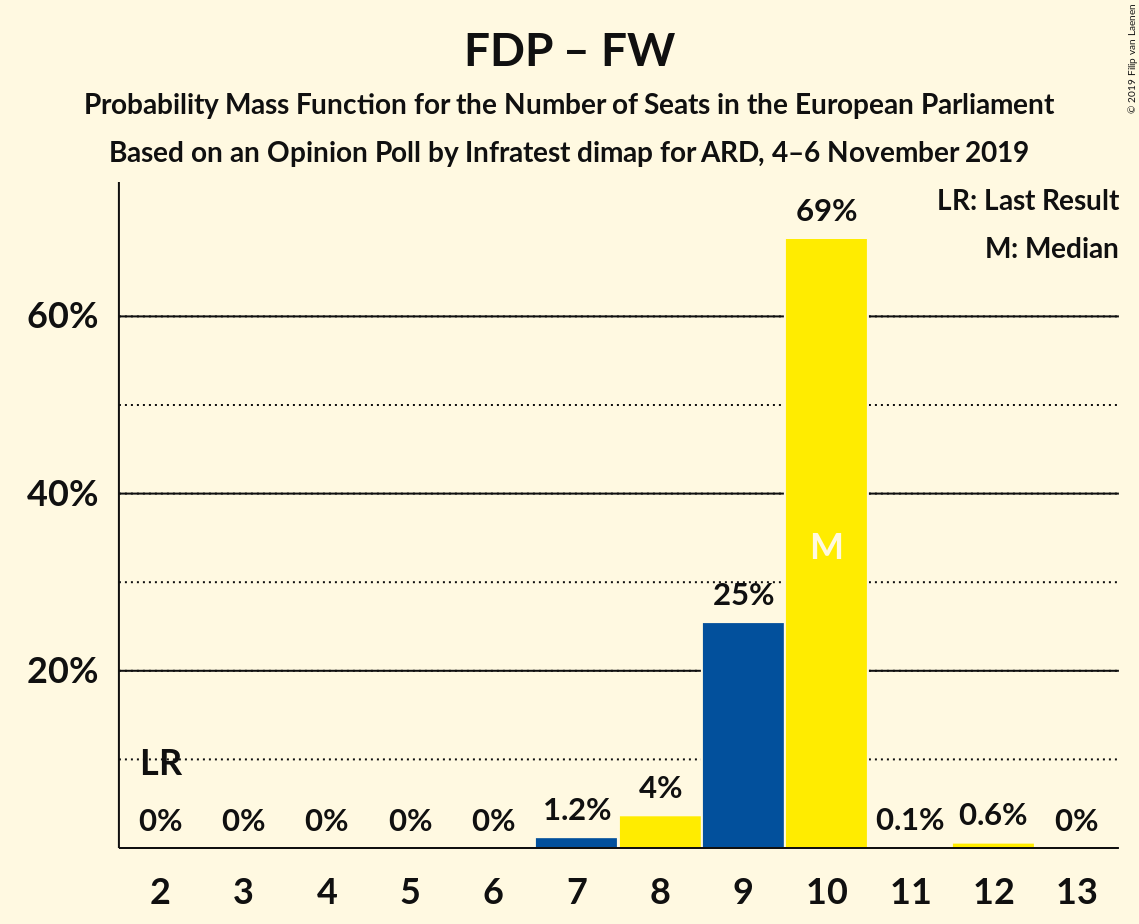 FDP – FW
Probability Mass Function for the Number of Seats in the European Parliament
Based on an Opinion Poll by Infratest dimap for ARD, 4–6 November 2019
© 2019 Filip van Laenen
LR: Last Result
M: Median
69%
60%
40%
M
25%
20%
LR
0% 0% 0% 0% 0% 1.2% 4% 0.1% 0.6% 0%
2 3 4 5 6 7 8 9 10 11 12 13